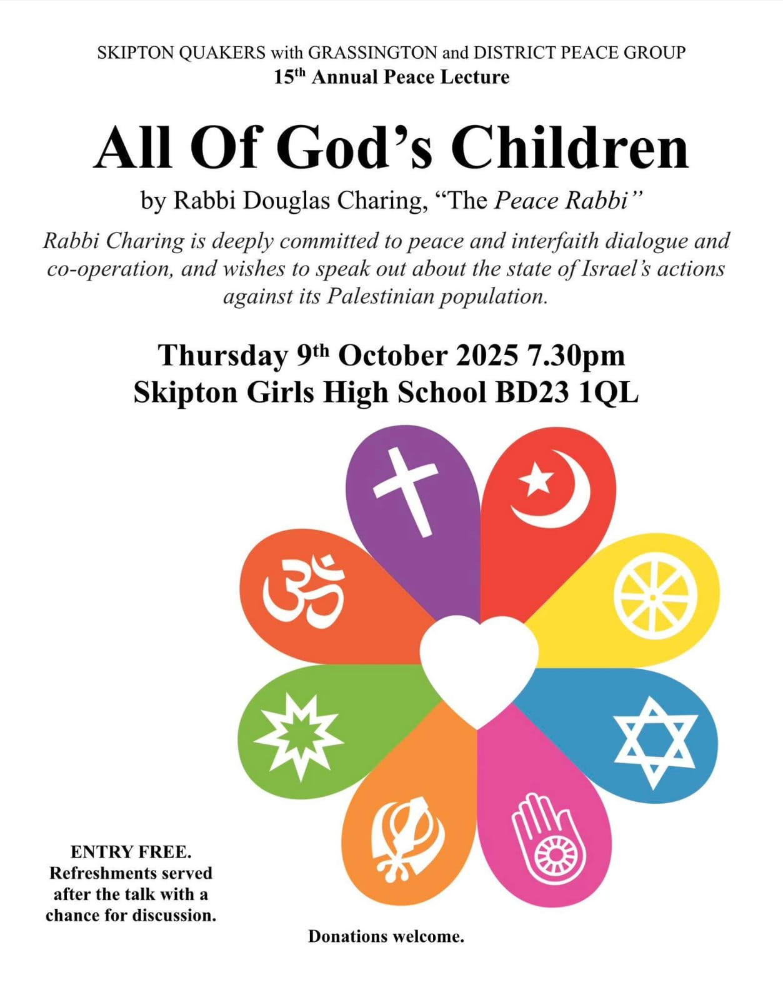 SKIPTON QUAKERS with GRASSINGTON and DISTRICT PEACE GROUP
15th Annual Peace Lecture
All Of God’s Children
by Rabbi Douglas Charing, “The Peace Rabbi”
Rabbi Charing is deeply committed to peace and interfaith dialogue and
co-operation, and wishes to speak out about the state of Israel’s actions
against its Palestinian population.
Thursday 9th October 2025 7.30pm
Skipton Girls High School BD23 1QL
ॐ
ENTRY FREE.
Refreshments served
after the talk with a
chance for discussion.
Donations welcome.